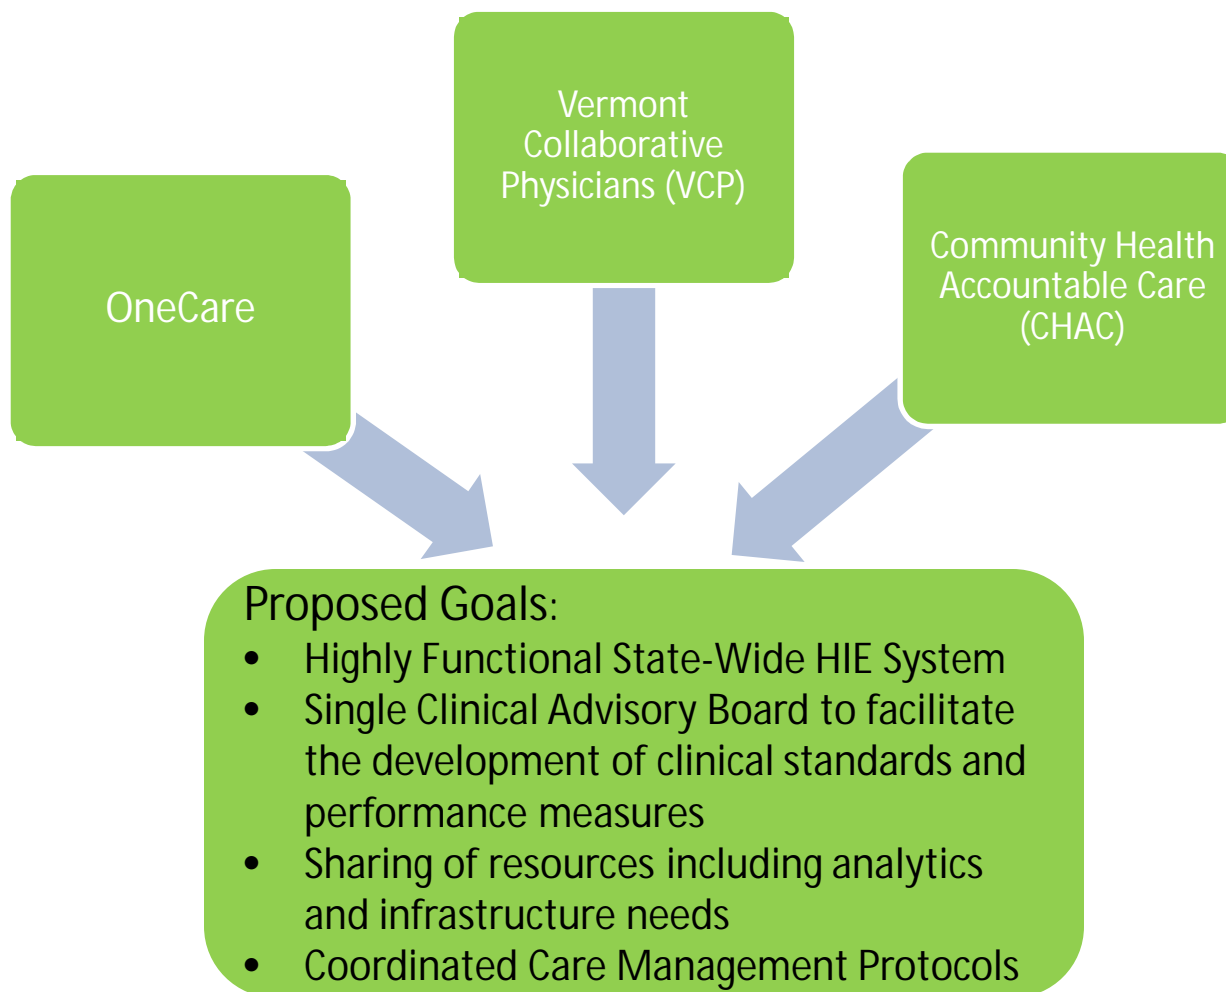 OneCare
Vermont
Collaborative
Physicians (VCP)
Community Health
Accountable Care
(CHAC)
Proposed Goals:
• Highly Functional State-Wide HIE System
• Single Clinical Advisory Board to facilitate
the development of clinical standards and
performance measures
• Sharing of resources including analytics
and infrastructure needs
• Coordinated Care Management Protocols